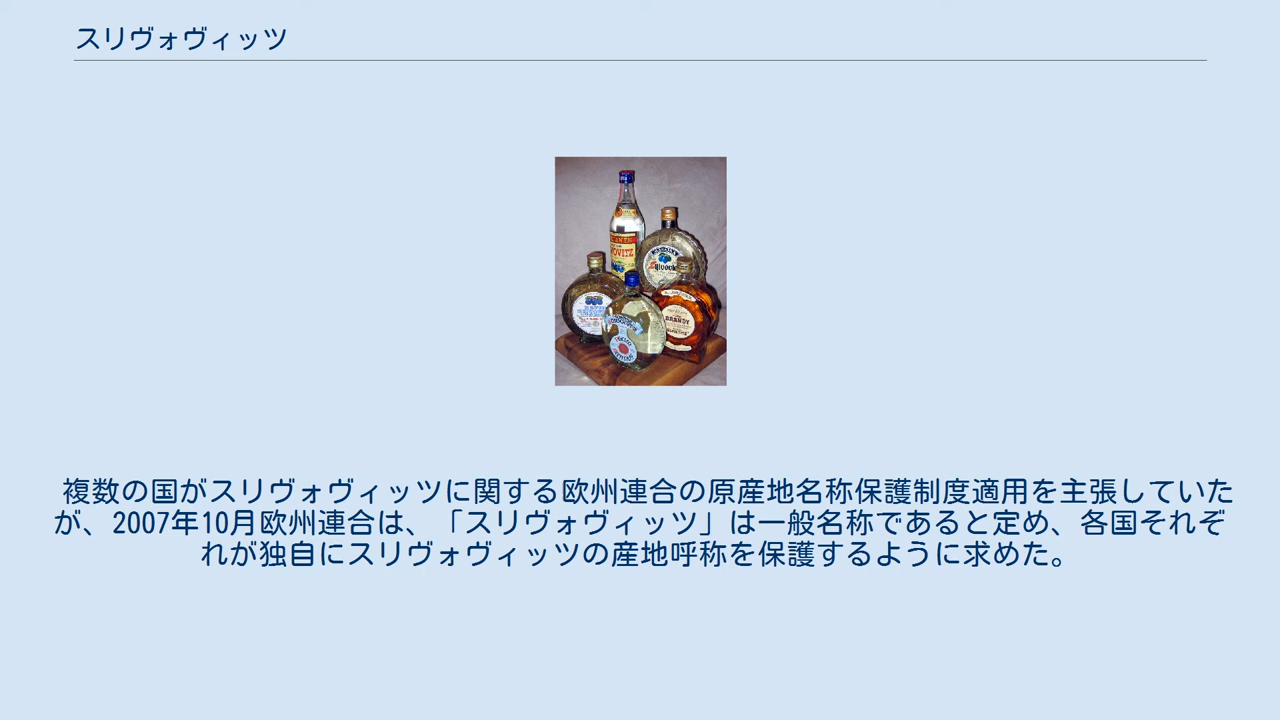 スリヴォヴィッツ
BRANDY
複数の国がスリヴォヴィッツに関する欧州連合の原産地名称保護制度適用を主張していた
が、2007年10月欧州連合は、「スリヴォヴィッツ」は一般名称であると定め、各国それぞ
れが独自にスリヴォヴィッツの産地呼称を保護するように求めた。